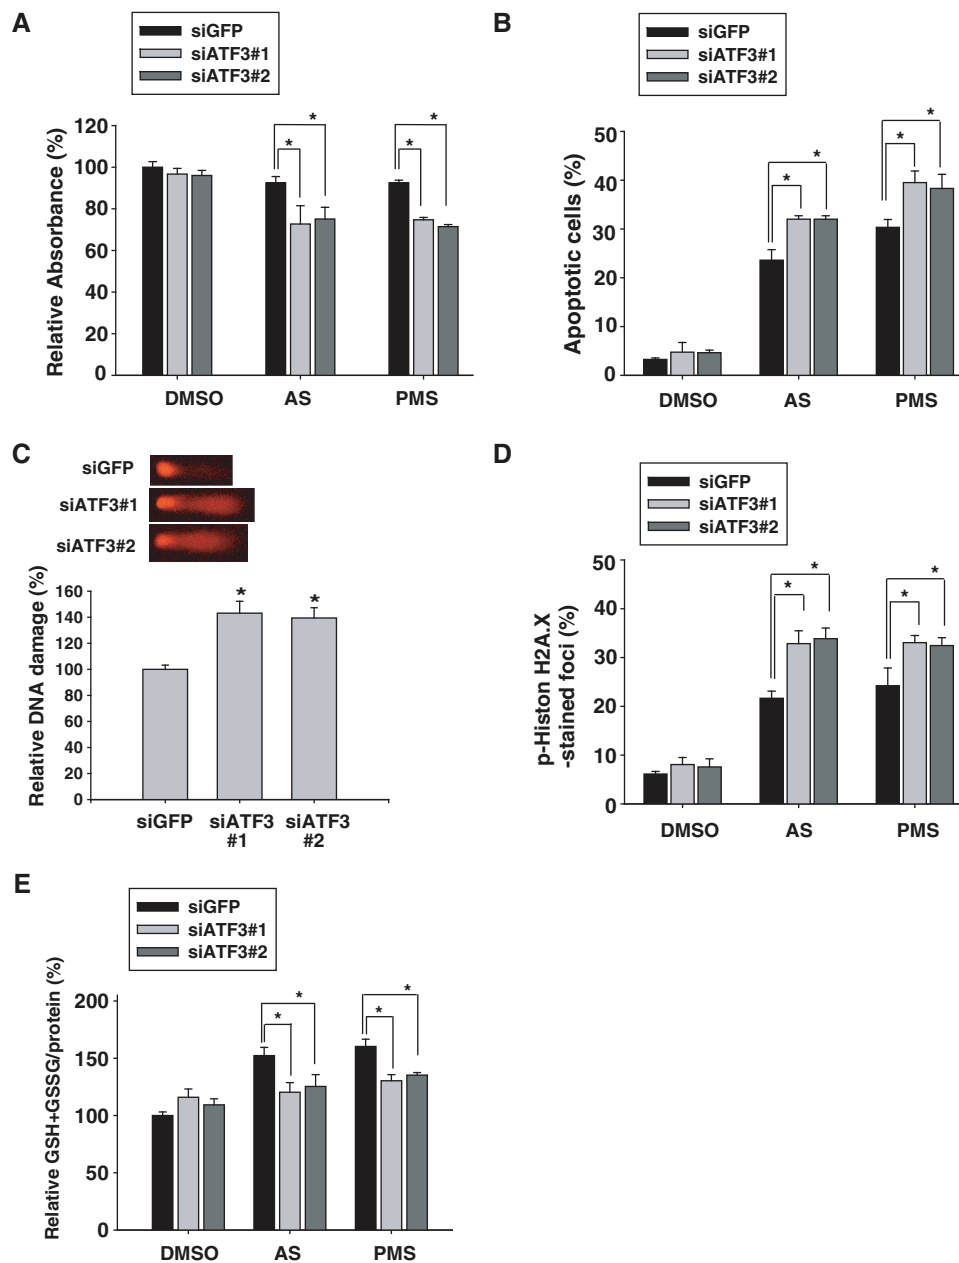 A
siGFP
siATF3#1
siATF3#2
Relative Absorbance (%)
120
100
80
60
40
20
0
* * * *
DMSO AS PMS
B
siGFP
siATF3#1
siATF3#2
Apoptotic cells (%)
50
40
30
20
10
0
* * * *
DMSO AS PMS
C
siGFP
siATF3#1
siATF3#2
Relative DNA damage (%)
160
140
120
100
80
60
40
20
0
* *
siGFP siATF3 siATF3
#1 #2
D
siGFP
siATF3#1
siATF3#2
p-Histon H2A.X
-stained foci (%)
50
40
30
20
10
0
* * * *
DMSO AS PMS
E
siGFP
siATF3#1
siATF3#2
Relative GSH+GSSG/protein (%)
200
150
100
50
0
* * * *
DMSO AS PMS